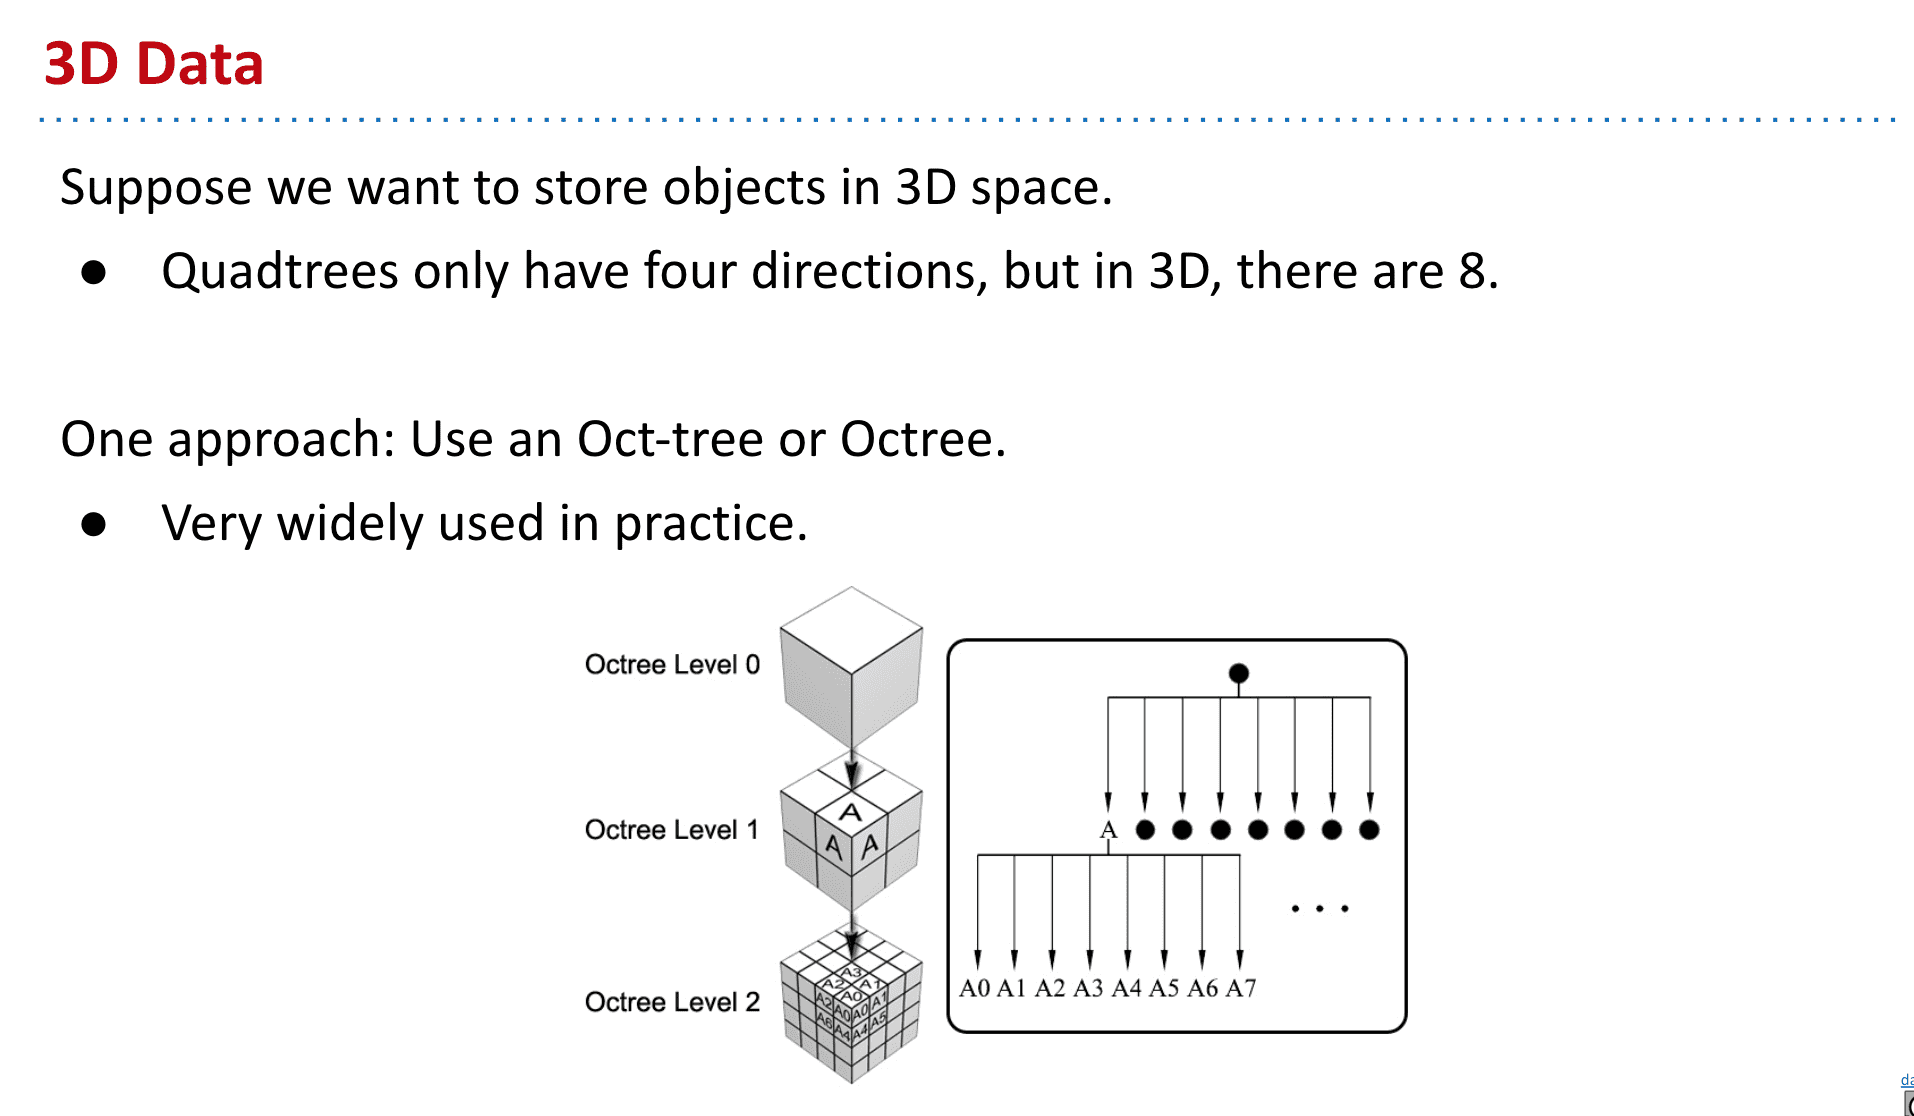 3D Data
Suppose we want to store objects in 3D space.
● Quadtrees only have four directions, but in 3D, there are 8.
One approach: Use an Oct-tree or Octree.
● Very widely used in practice.
Octree Level 0
Octree Level 1
A
A A
A
Octree Level 2
A3
A2 A1
A0
A2 A0 A0 A1
A6 A4 A4 A5
A0 A1 A2 A3 A4 A5 A6 A7
. . .